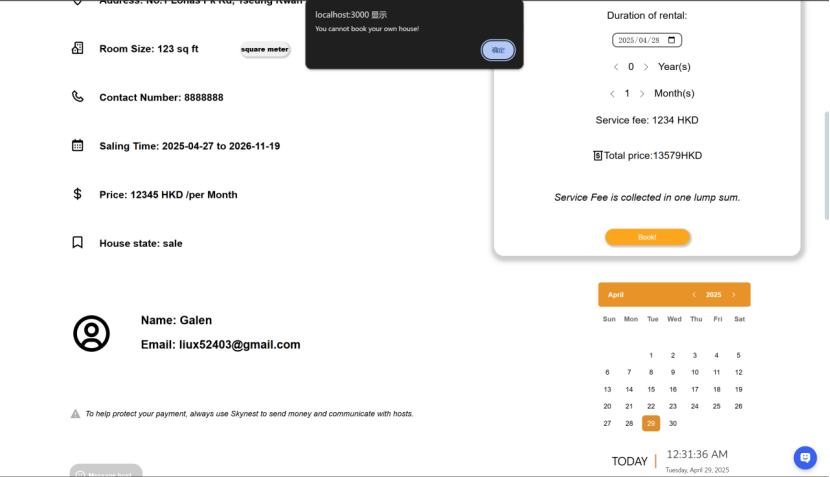 Address: No.1 Lohas Pk Rd, Tseung Kwan
localhost:3000 显示
You cannot book your own house!
确定
Room Size: 123 sq ft
square meter
Contact Number: 8888888
Saling Time: 2025-04-27 to 2026-11-19
Price: 12345 HKD /per Month
House state: sale
Name: Galen
Email: liux52403@gmail.com
To help protect your payment, always use Skynest to send money and communicate with hosts.
Message host
Duration of rental:
2025/04/28
< 0 > Year(s)
< 1 > Month(s)
Service fee: 1234 HKD
Total price:13579HKD
Service Fee is collected in one lump sum.
Book!
April < 2025 >
Sun Mon Tue Wed Thu Fri Sat
1 2 3 4 5
6 7 8 9 10 11 12
13 14 15 16 17 18 19
20 21 22 23 24 25 26
27 28 29 30
TODAY
12:31:36 AM
Tuesday, April 29, 2025